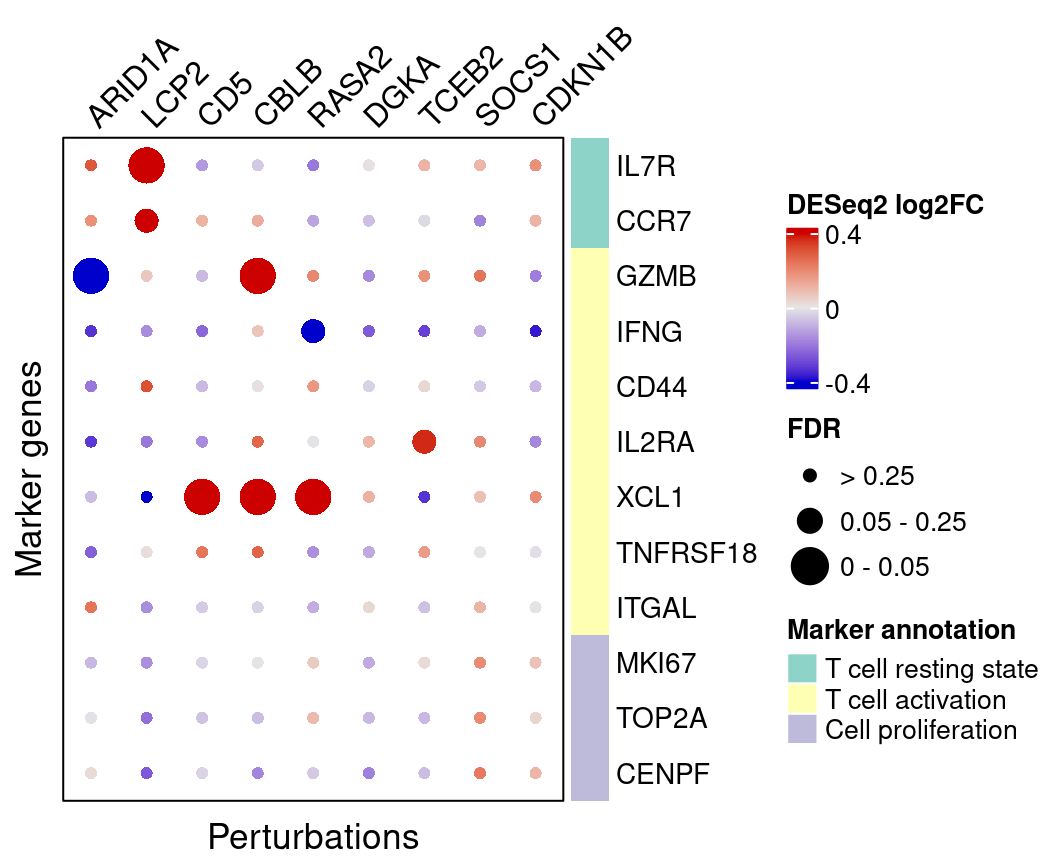 ARID1A
LCP2
CD5
CBLB
RASA2
DGKA
TCEB2
SOCS1
CDKN1B
IL7R
CCR7
GZMB
IFNG
CD44
IL2RA
XCL1
TNFRSF18
ITGAL
MKI67
TOP2A
CENPF
Marker genes
Perturbations
DESeq2 log2FC
0.4
0
-0.4
FDR
> 0.25
0.05 - 0.25
0 - 0.05
Marker annotation
T cell resting state
T cell activation
Cell proliferation